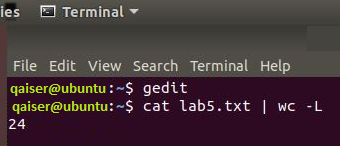 ies Terminal
File Edit View Search Terminal Help
qaiser@ubuntu:~$ gedit
qaiser@ubuntu:~$ cat lab5.txt | wc -L
24